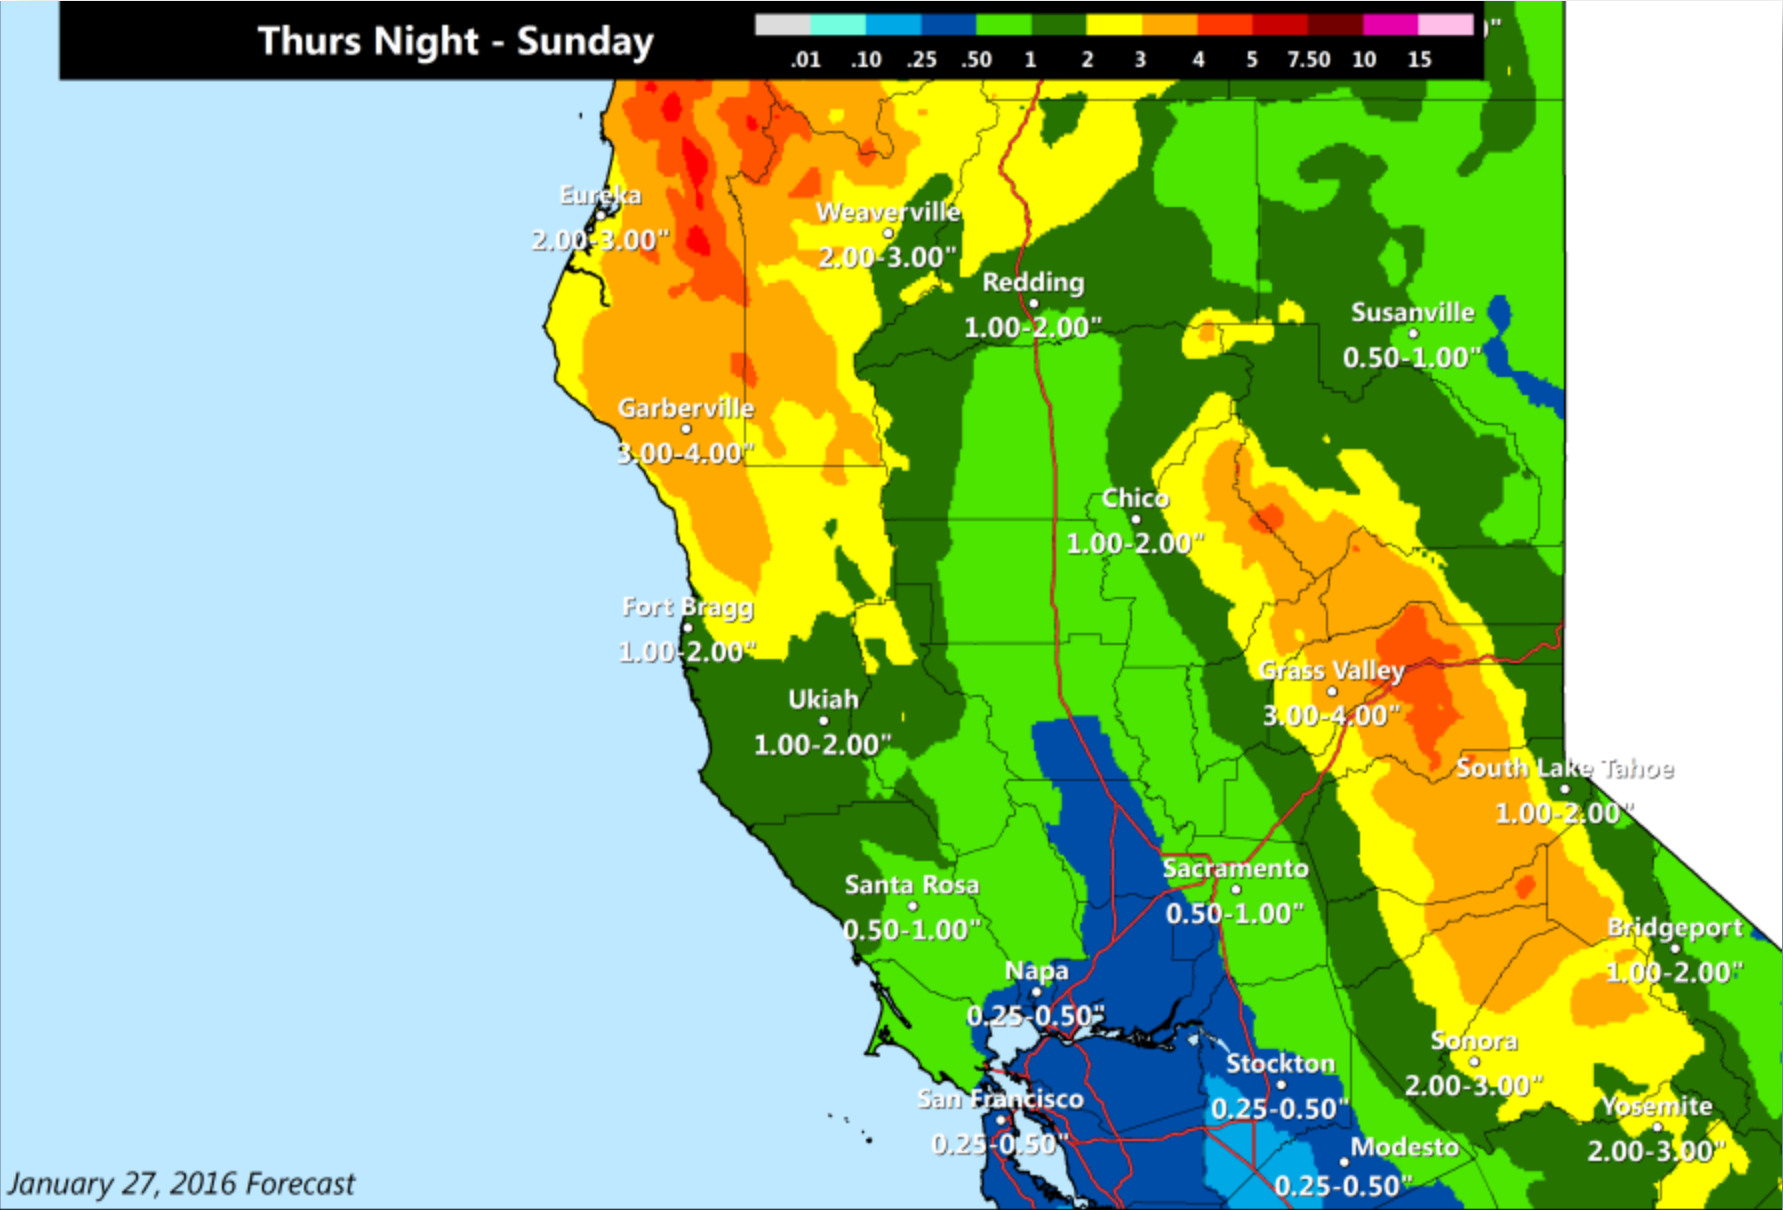 Thurs Night - Sunday
.01 .10 .25 .50 1 2 3 4 5 7.50 10 15
"
Eureka
2.00-3.00"
Weaverville
2.00-3.00"
Redding
1.00-2.00"
Susanville
0.50-1.00"
Garberville
3.00-4.00"
Chico
1.00-2.00"
Fort Bragg
1.00-2.00"
Grass Valley
3.00-4.00"
Ukiah
1.00-2.00"
South Lake Tahoe
1.00-2.00"
Sacramento
0.50-1.00"
Santa Rosa
0.50-1.00"
Bridgeport
1.00-2.00"
Napa
0.25-0.50"
Sonora
2.00-3.00"
Stockton
0.25-0.50"
San Francisco
0.25-0.50"
Yosemite
2.00-3.00"
Modesto
0.25-0.50"
January 27, 2016 Forecast